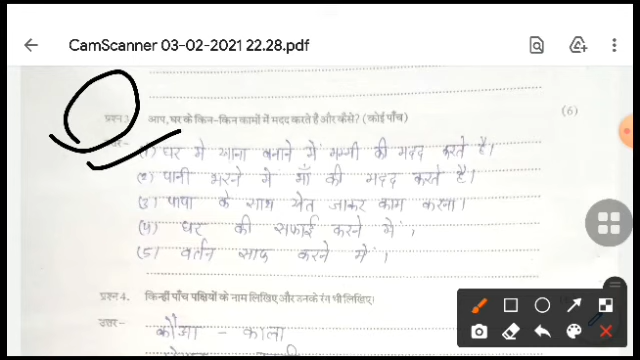 CamScanner 03-02-2021 22.28.pdf
प्रश्न 3. आप, घर के किन-किन कामों में मदद करते है और कैसे? (कोई पाँच) (6)
उत्तर- (1) घर मे खाना बनाने में मम्मी की मदद करते है।
(2) पानी भरने मे माँ की मदद करते है।
(3) पापा के साथ खेत जाकर काम करना।
(4) घर की सफाई करने में,
(5) बर्तन साफ करने में।
प्रश्न 4. किन्हीं पाँच पक्षियों के नाम लिखिए और उनके रंग भी लिखिए।
उत्तर- कौआ - काला